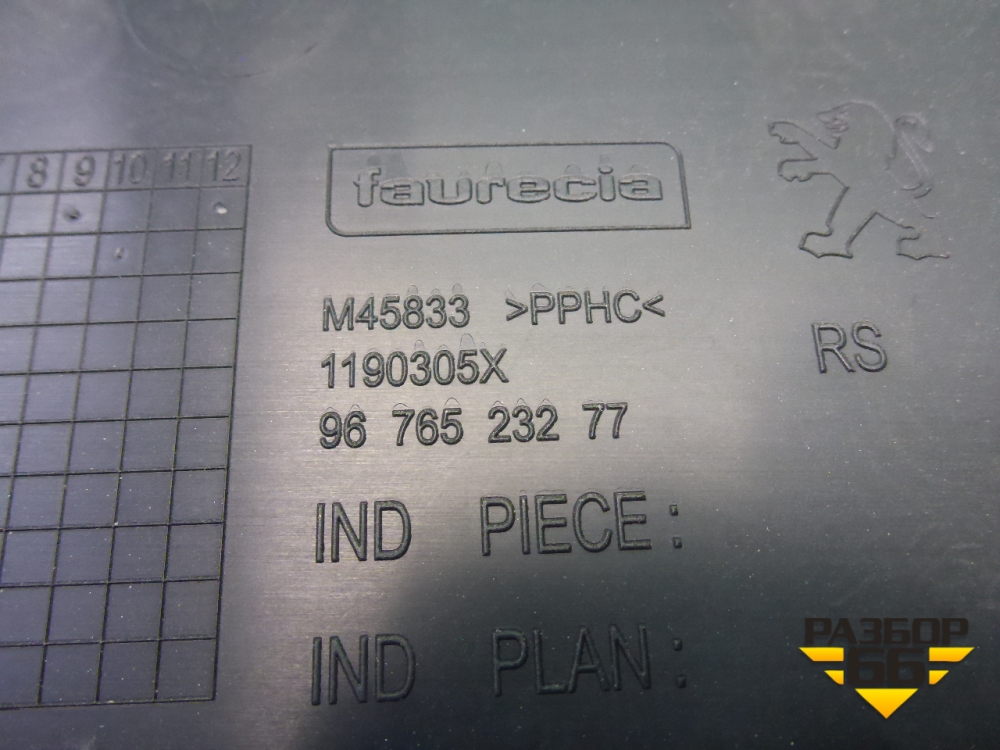 8 9 10 11 12
faurecia
M45833 >PPHC<
1190305X
RS
96 765 232 77
IND PIECE :
IND PLAN :
РАЗБОР
66